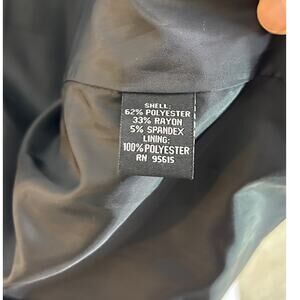 SHELL:
62% POLYESTER
33% RAYON
5% SPANDEX
LINING:
100% POLYESTER
RN 95615